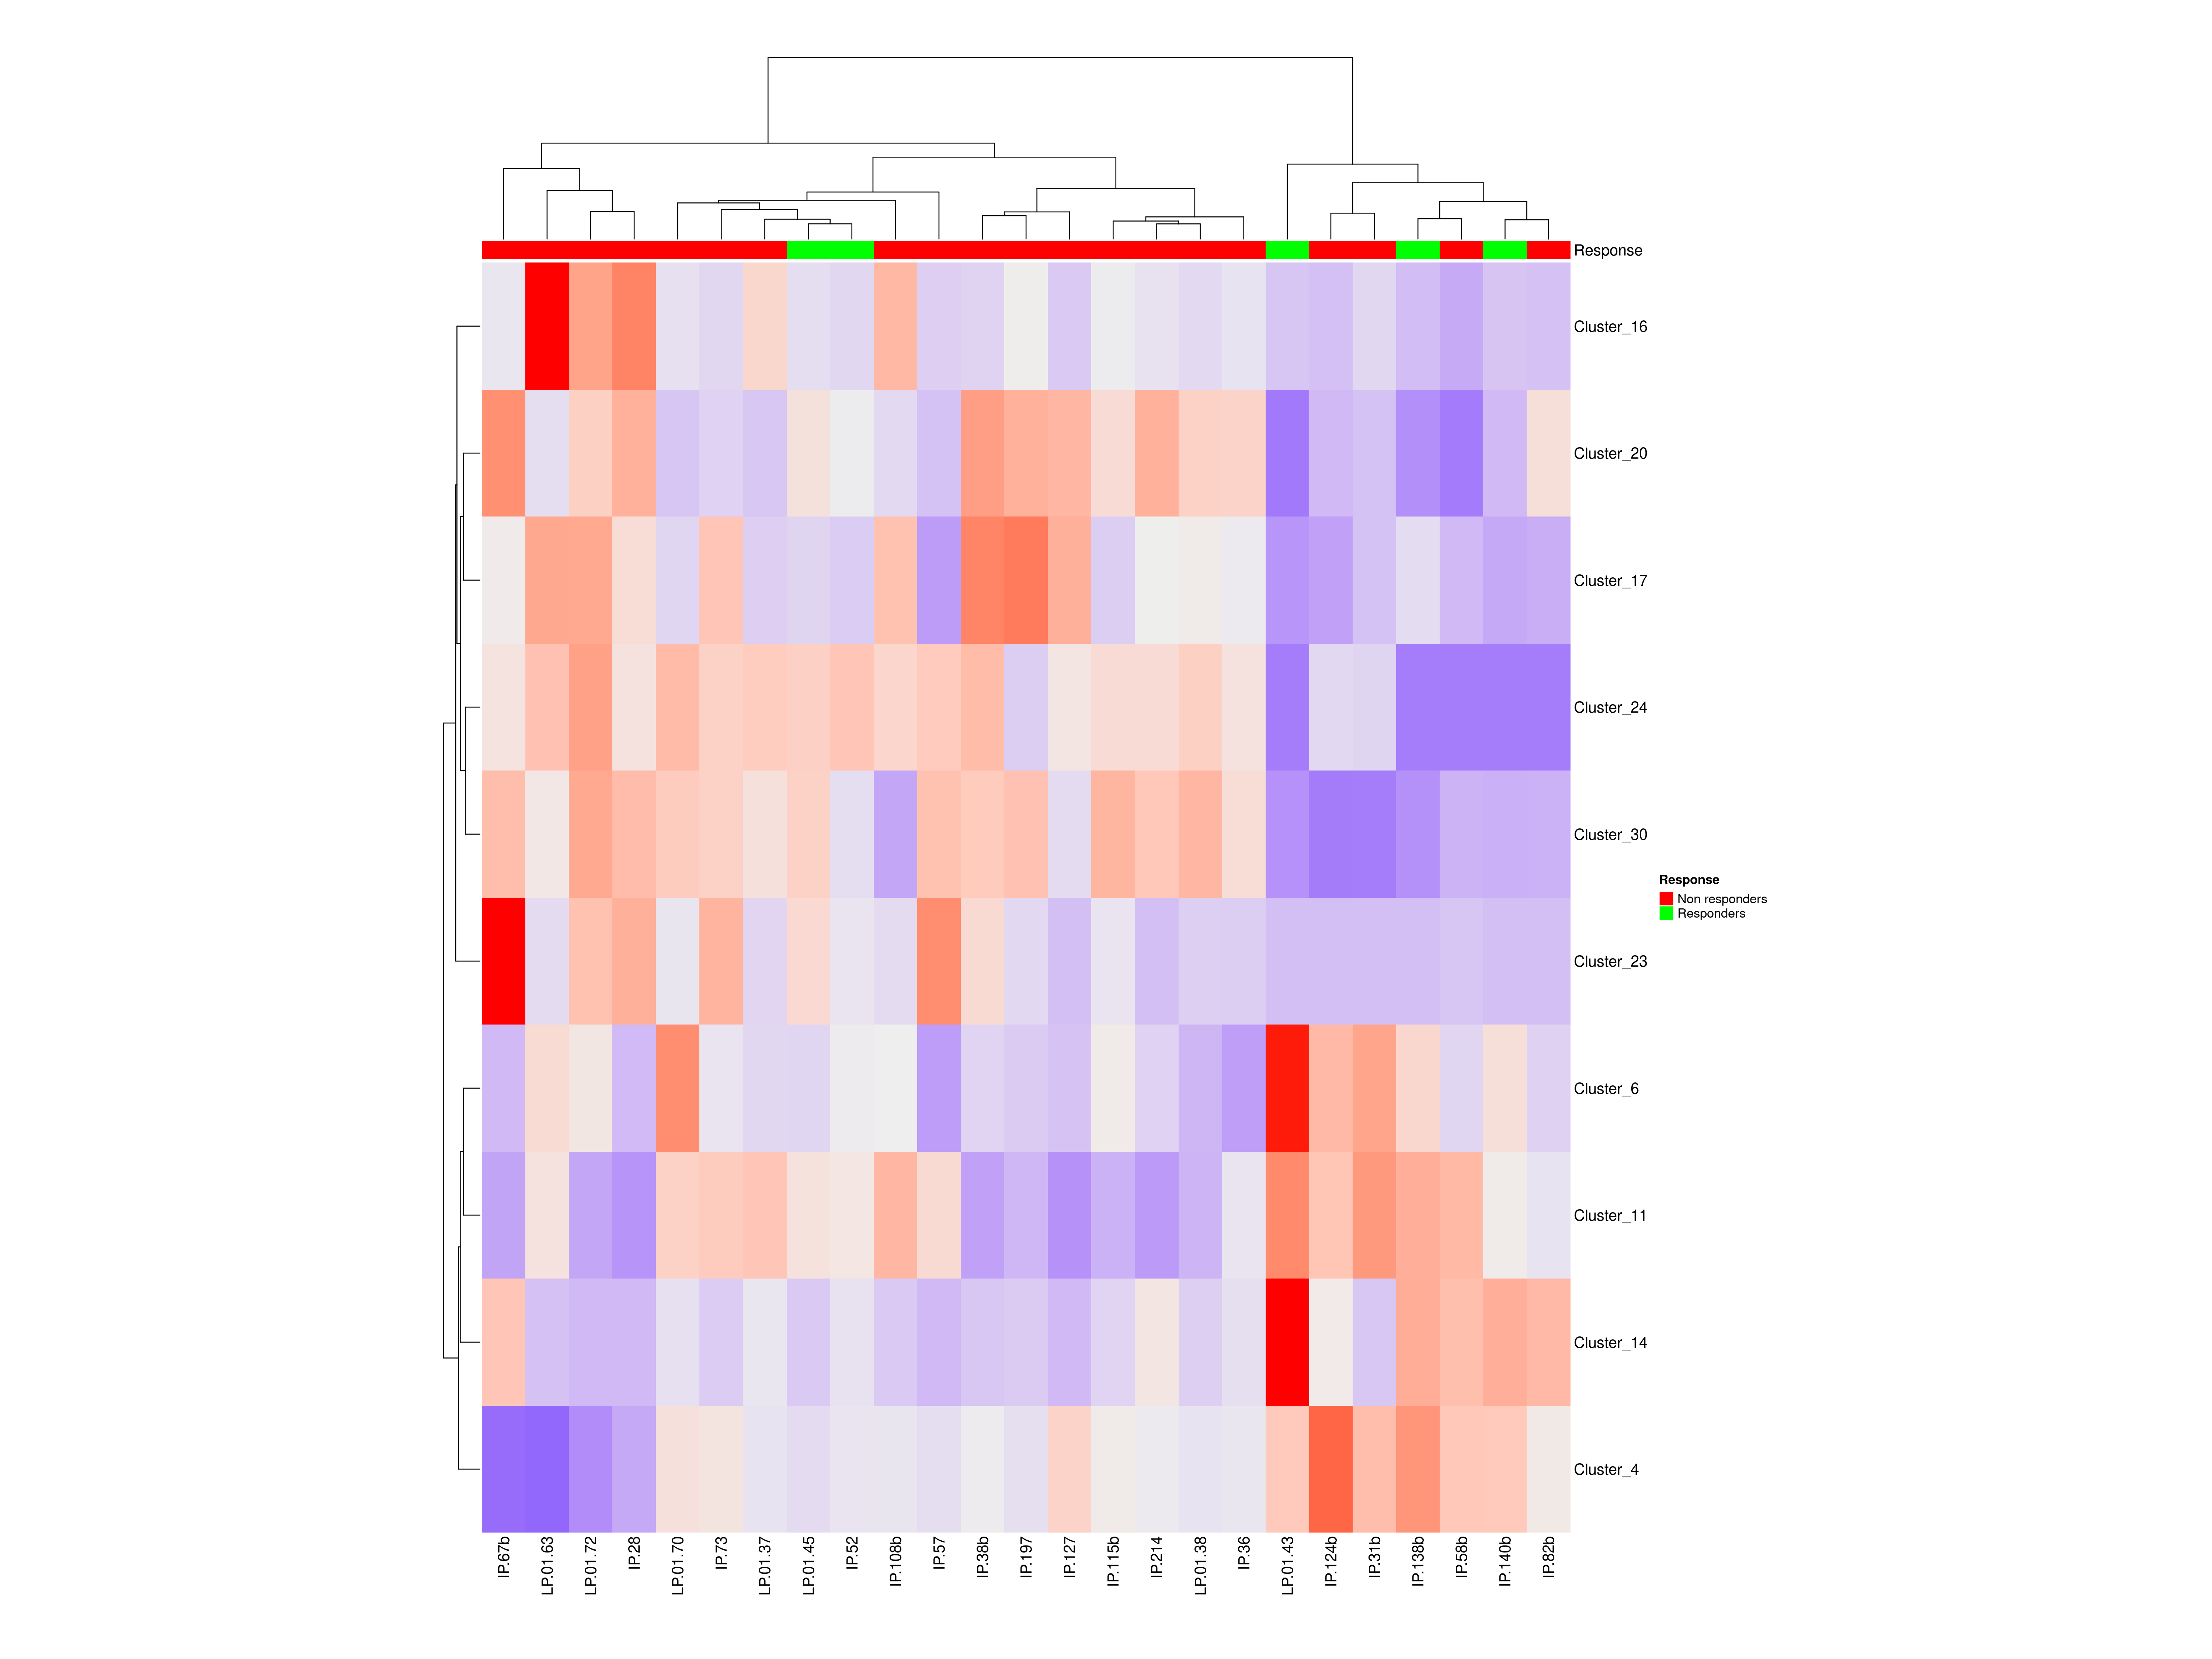 Response
Cluster_16
Cluster_20
Cluster_17
Cluster_24
Cluster_30
Response
Non responders
Responders
Cluster_23
Cluster_6
Cluster_11
Cluster_14
Cluster_4
IP.67b
LP.01.63
LP.01.72
IP.28
LP.01.70
IP.73
LP.01.37
LP.01.45
IP.52
IP.108b
IP.57
IP.38b
IP.197
IP.127
IP.115b
IP.214
LP.01.38
IP.36
LP.01.43
IP.124b
IP.31b
IP.138b
IP.58b
IP.140b
IP.82b